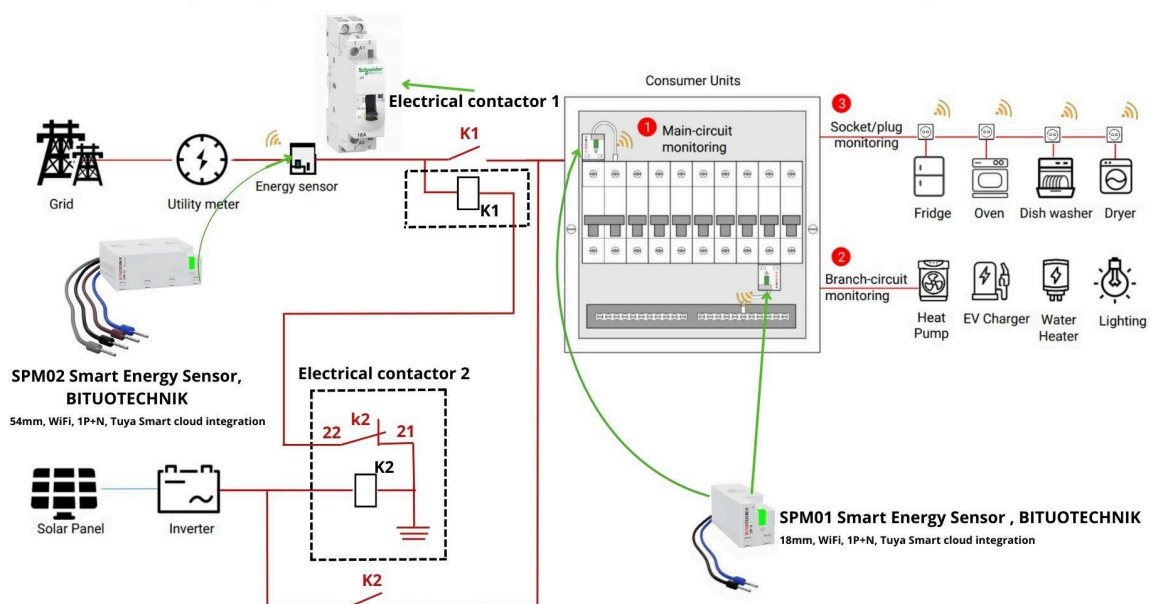 Electrical contactor 1
Schneider
16A
Consumer Units
K1
1
Main-circuit
monitoring
3
Socket/plug
monitoring
Grid
Utility meter
Energy sensor
K1
Fridge
Oven
Dish washer
Dryer
2
Branch-circuit
monitoring
Heat
Pump
EV Charger
Water
Heater
Lighting
SPM02 Smart Energy Sensor,
BITUOTECHNIK
54mm, WiFi, 1P+N, Tuya Smart cloud integration
Electrical contactor 2
k2
22
21
K2
Solar Panel
Inverter
SPM01 Smart Energy Sensor , BITUOTECHNIK
18mm, WiFi, 1P+N, Tuya Smart cloud integration
K2